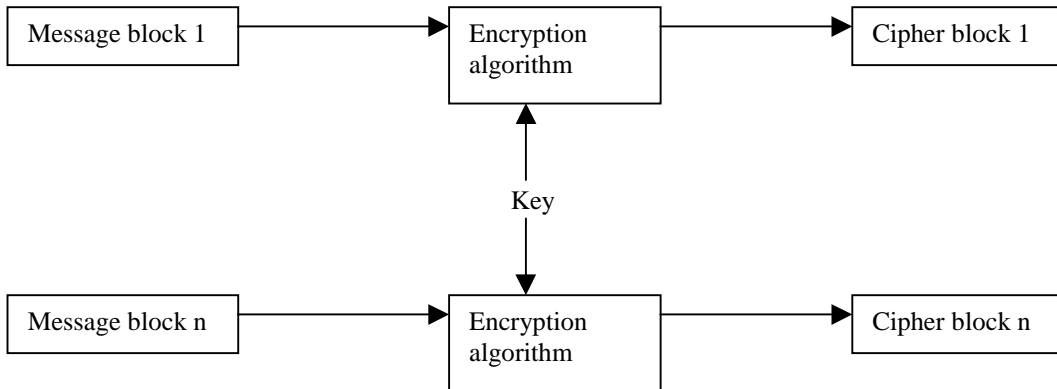 Message block 1
Encryption
algorithm
Cipher block 1
Key
Message block n
Encryption
algorithm
Cipher block n